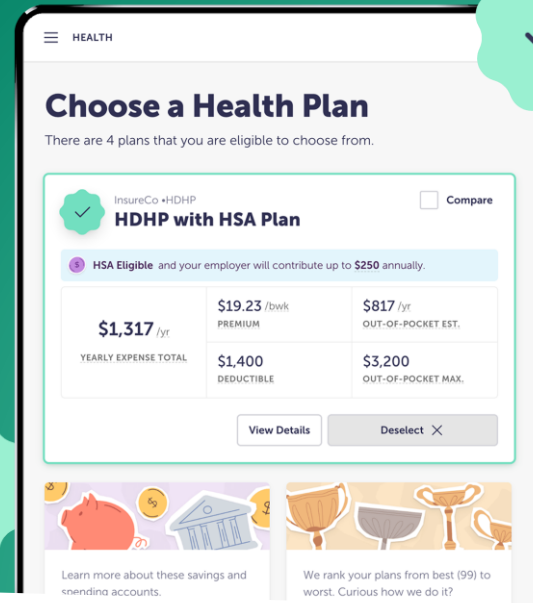 HEALTH
Choose a Health Plan
There are 4 plans that you are eligible to choose from.
InsureCo •HDHP
HDHP with HSA Plan
Compare
$ HSA Eligible and your employer will contribute up to $250 annually.
$1,317 /yr
YEARLY EXPENSE TOTAL
$19.23 /bwk
PREMIUM
$817 /yr
OUT-OF-POCKET EST.
$1,400
DEDUCTIBLE
$3,200
OUT-OF-POCKET MAX.
View Details
Deselect
Learn more about these savings and
spending accounts.
We rank your plans from best (99) to
worst. Curious how we do it?